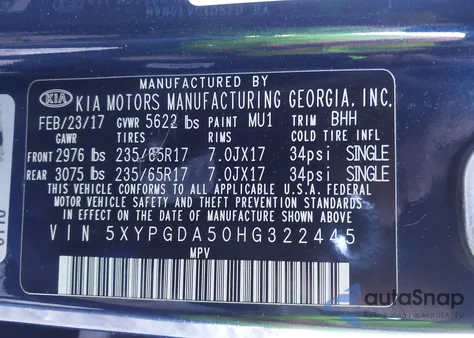 MANUFACTURED BY
KIA KIA MOTORS MANUFACTURING GEORGIA, INC.
FEB/23/17 GVWR 5622 lbs PAINT MU1 TRIM BHH
GAWR TIRES RIMS COLD TIRE INFL
FRONT 2976 lbs 235/65R17 7.0JX17 34psi SINGLE
REAR 3075 lbs 235/65R17 7.0JX17 34psi SINGLE
THIS VEHICLE CONFORMS TO ALL APPLICABLE U.S.A. FEDERAL
MOTOR VEHICLE SAFETY AND THEFT PREVENTION STANDARDS
IN EFFECT ON THE DATE OF MANUFACTURE SHOWN ABOVE.
VIN 5XYPGDA50HG322445
MPV
autoSnap